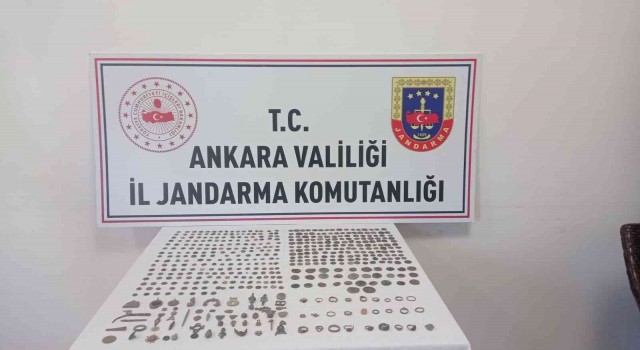 T.C.
ANKARA VALİLİĞİ
İL JANDARMA KOMUTANLIĞI
JANDARMA